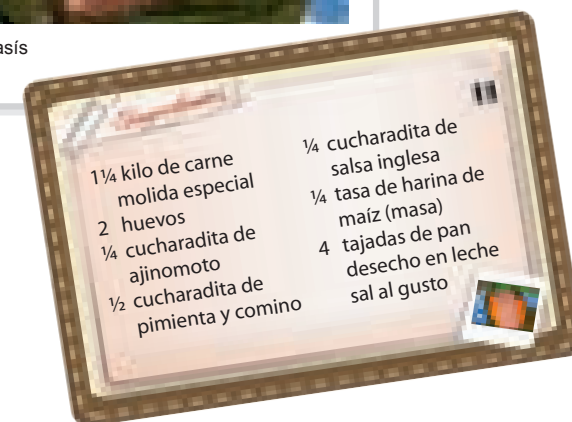 asís
1¼ kilo de carne
molida especial
2 huevos
¼ cucharadita de
ajinomoto
½ cucharadita de
pimienta y comino
¼ cucharadita de
salsa inglesa
¼ tasa de harina de
maíz (masa)
4 tajadas de pan
desecho en leche
sal al gusto